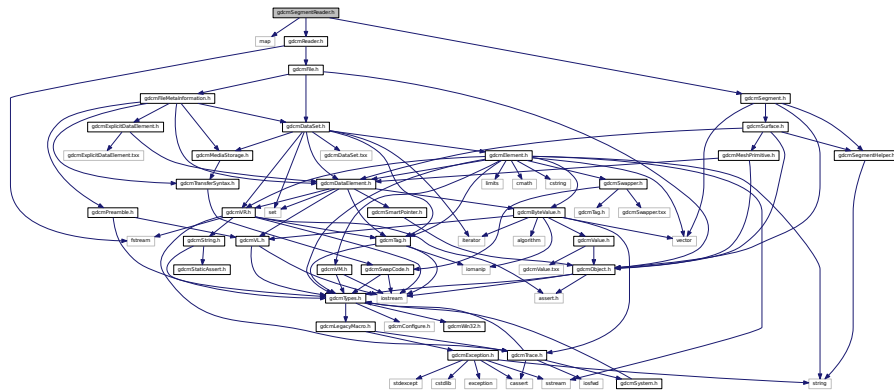 gdcmSegmentReader.h
map
gdcmReader.h
gdcmFile.h
gdcmFileMetaInformation.h
gdcmSegment.h
gdcmExplicitDataElement.h
gdcmDataSet.h
gdcmSurface.h
gdcmExplicitDataElement.txx
gdcmMediaStorage.h
gdcmDataSet.txx
gdcmElement.h
gdcmMeshPrimitive.h
gdcmSegmentHelper.h
gdcmTransferSyntax.h
gdcmDataElement.h
limits
cmath
cstring
gdcmSwapper.h
gdcmPreamble.h
gdcmVR.h
set
gdcmSmartPointer.h
gdcmByteValue.h
gdcmTag.h
gdcmSwapper.txx
fstream
gdcmString.h
gdcmVL.h
gdcmTag.h
iterator
algorithm
gdcmValue.h
vector
gdcmStaticAssert.h
gdcmVM.h
gdcmSwapCode.h
iomanip
gdcmValue.txx
gdcmObject.h
gdcmTypes.h
iostream
assert.h
gdcmLegacyMacro.h
gdcmConfigure.h
gdcmWin32.h
gdcmException.h
gdcmTrace.h
stdexcept
cstdlib
exception
cassert
sstream
iosfwd
gdcmSystem.h
string